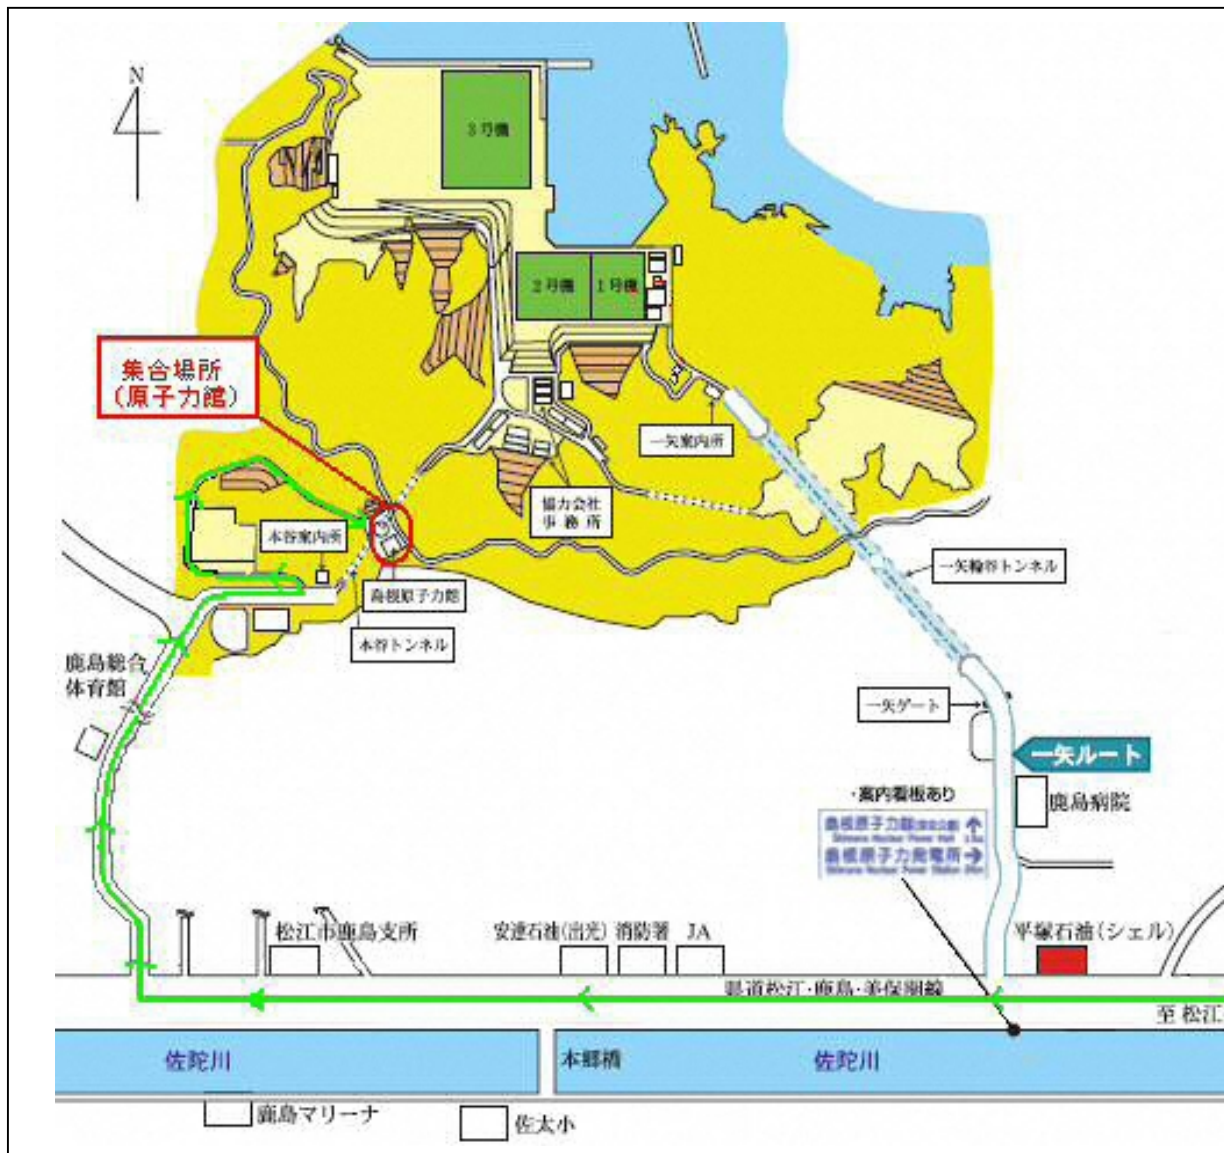 N
3号機
2号機
1号機
集合場所
(原子力館)
一矢案内所
協力会社
事務所
本谷案内所
島根原子力館
本谷トンネル
一矢輪谷トンネル
鹿島総合
体育館
一矢ゲート
一矢ルート
・案内看板あり
島根原子力館
島根原子力発電所
Shimane Nuclear Power Station
鹿島病院
松江市鹿島支所
安達石油(出光)
消防署
JA
平塚石油(シェル)
県道松江・鹿島・美保関線
至 松江
佐陀川
本郷橋
佐陀川
鹿島マリーナ
佐太小